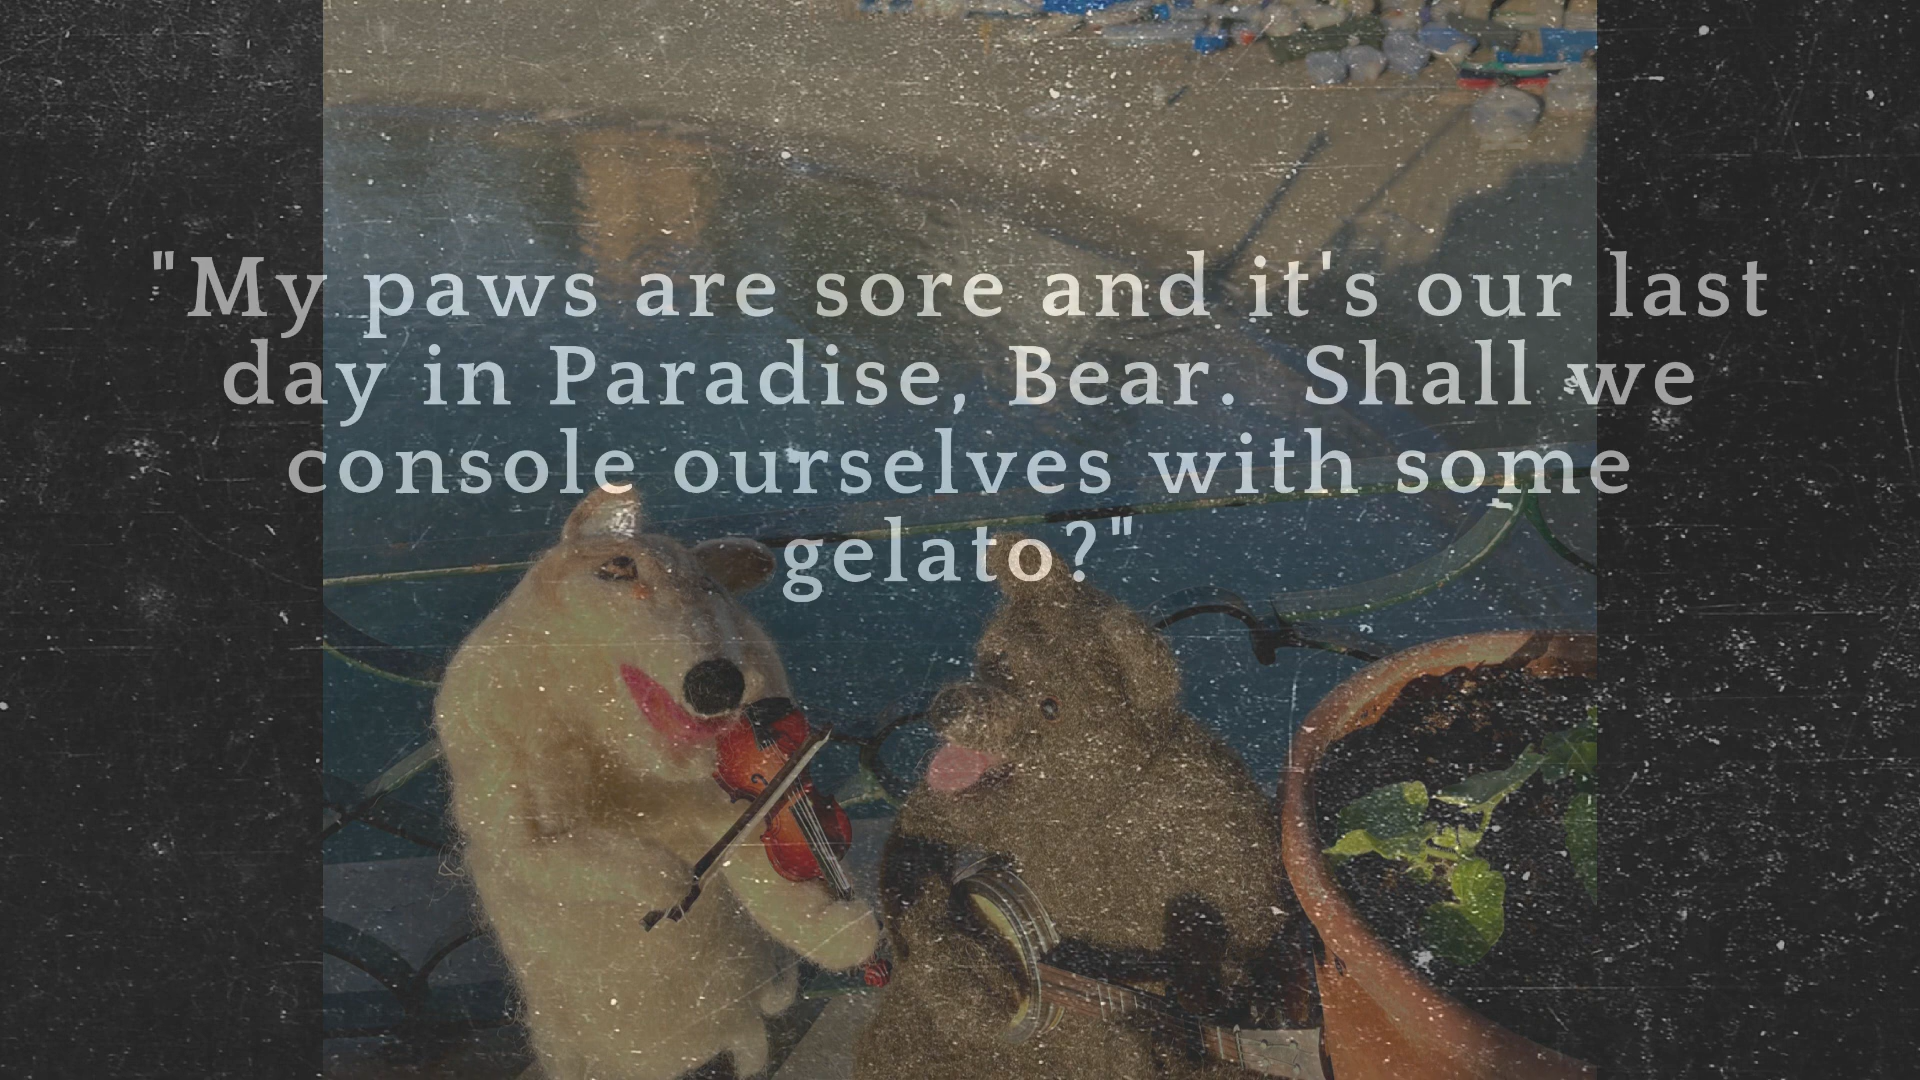 "My paws are sore and it's our last
day in Paradise, Bear.  Shall we
console ourselves with some
gelato?"